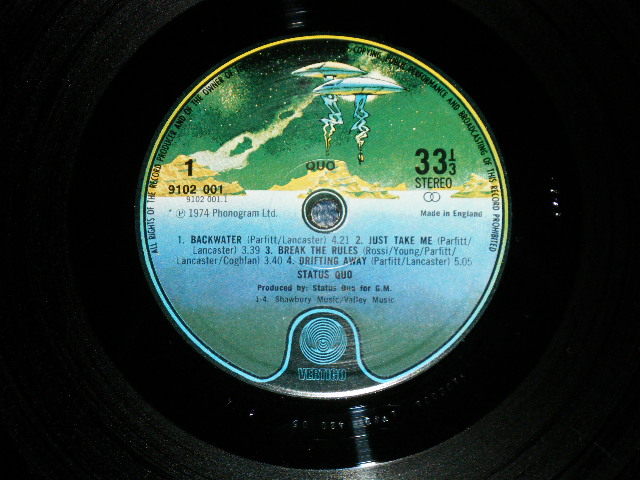 ALL RIGHTS OF THE RECORD PRODUCER AND OF THE OWNER OF
COPYING, PUBLIC PERFORMANCE AND BROADCASTING OF THIS RECORD PROHIBITED
QUO
1
9102 001
9102 001.1
33 1/3
STEREO
* ℗ 1974 Phonogram Ltd.
Made in England
1. BACKWATER (Parfitt/Lancaster) 4.21 2. JUST TAKE ME (Parfitt/
Lancaster) 3.39 3. BREAK THE RULES (Rossi/Young/Parfitt/
Lancaster/Coghlan) 3.40 4. DRIFTING AWAY (Parfitt/Lancaster) 5.05
STATUS QUO
Produced by: Status Quo for G.M.
1-4. Shawbury Music/Valley Music
VERTIGO